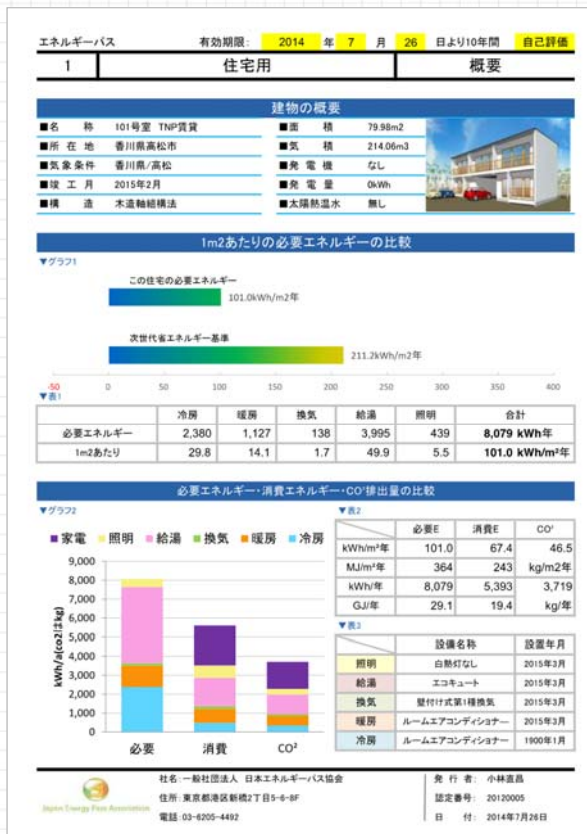 エネルギーパス 有効期限: 2014 年 7 月 26 日より10年間 自己評価
1 住宅用 概要
建物の概要
■名 称 101号室 TNP賃貸 ■面 積 79.98m2
■所 在 地 香川県高松市 ■気 積 214.06m3
■気象条件 香川県/高松 ■発 電 機 なし
■竣 工 月 2015年2月 ■発 電 量 0kWh
■構 造 木造軸組構法 ■太陽熱温水 無し
1m2あたりの必要エネルギーの比較
▼グラフ1
この住宅の必要エネルギー
101.0kWh/m2年
次世代省エネルギー基準
211.2kWh/m2年
-50 0 50 100 150 200 250 300 350 400
▼表1
冷房 暖房 換気 給湯 照明 合計
必要エネルギー 2,380 1,127 138 3,995 439 8,079 kWh年
1m2あたり 29.8 14.1 1.7 49.9 5.5 101.0 kWh/m²年
必要エネルギー・消費エネルギー・CO²排出量の比較
▼グラフ2
■家電 ■照明 ■給湯 ■換気 ■暖房 ■冷房
kWh/a(co2はkg)
9,000
8,000
7,000
6,000
5,000
4,000
3,000
2,000
1,000
0
必要 消費 CO²
▼表2
必要E 消費E CO²
kWh/m²年 101.0 67.4 46.5
MJ/m²年 364 243 kg/m2年
kWh/年 8,079 5,393 3,719
GJ/年 29.1 19.4 kg/年
▼表3
設備名称 設置年月
照明 白熱灯なし 2015年3月
給湯 エコキュート 2015年3月
換気 壁付け式第1種換気 2015年3月
暖房 ルームエアコンディショナー 2015年3月
冷房 ルームエアコンディショナー 1900年1月
Japan Energy Pass Association
社名:一般社団法人 日本エネルギーパス協会 発 行 者: 小林直昌
住所:東京都港区新橋2丁目5-6-8F 認定番号: 20120005
電話:03-6205-4492 日 付: 2014年7月26日